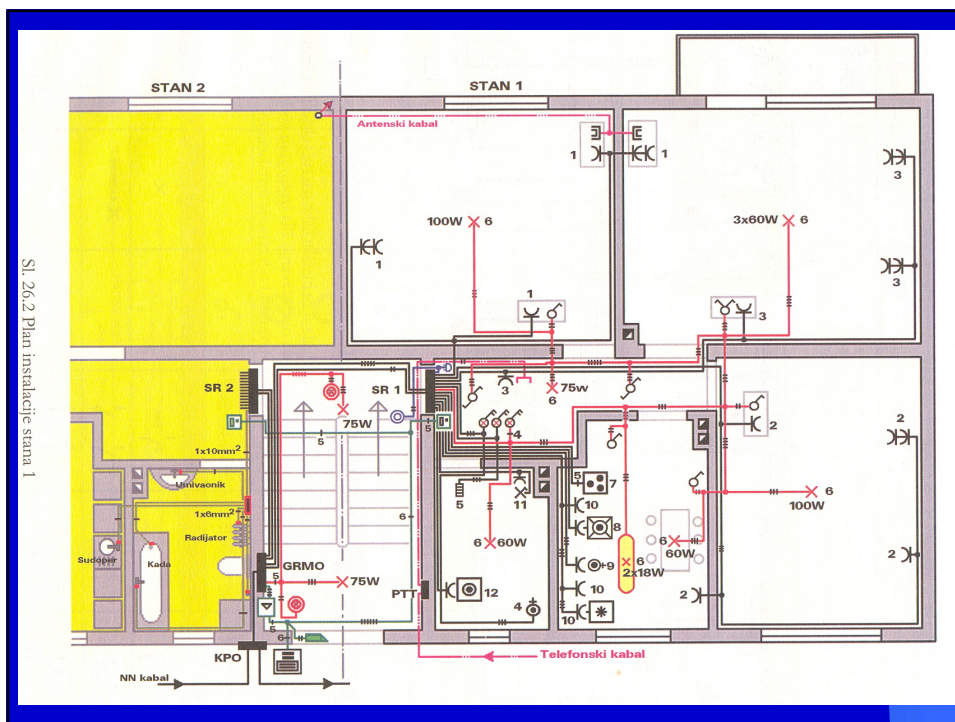 STAN 2
STAN 1
Antenski kabal
1
1
3
100W
6
3x60W
6
1
3
1
3
Sl. 26.2 Plan instalacije stana 1
SR 2
SR 1
3
75w
6
75W
5
5
4
2
2
1x10mm²
Umivaonik
5
11
5
7
10
6
100W
1x6mm²
6
8
Radijator
6
60W
60W
2
Sudoper
Kada
9
6
2x18W
GRMO
75W
5
PTT
12
4
10
10
2
5
6
KPO
Telefonski kabal
NN kabal